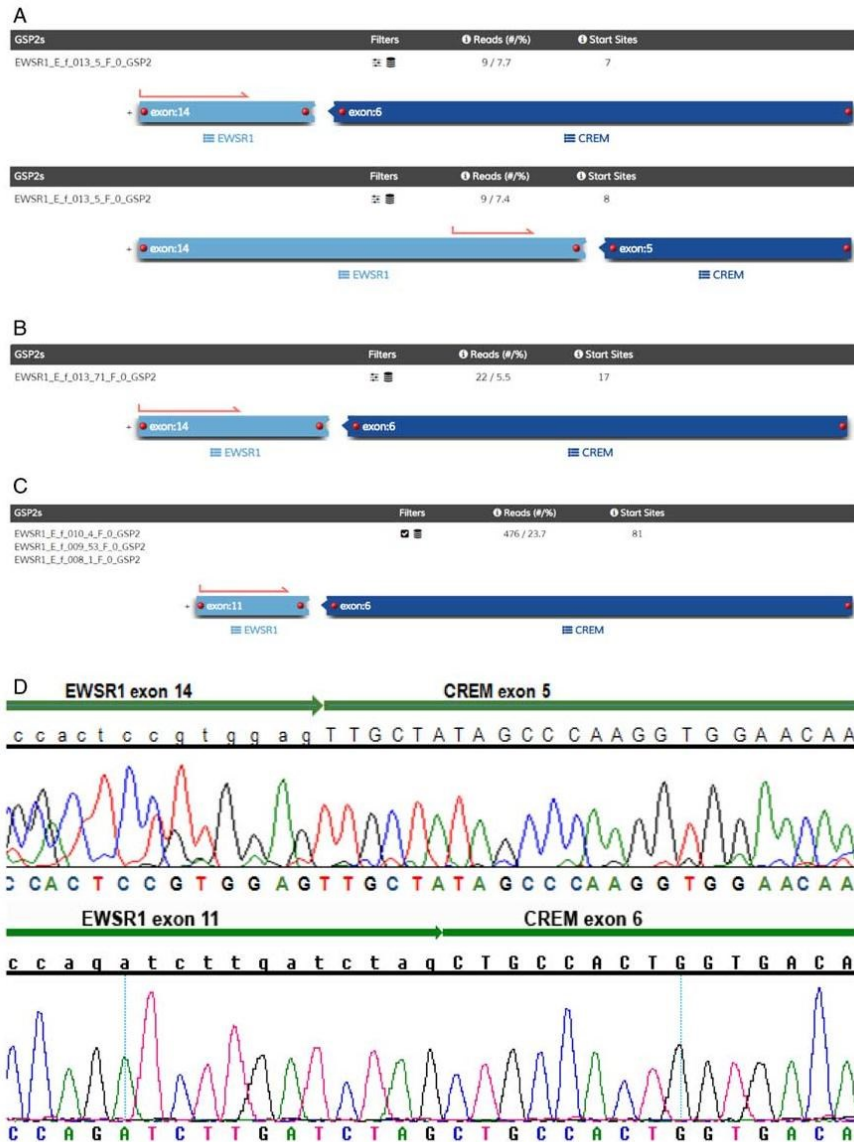 A
GSP2s Filters Reads (#/%) Start Sites
EWSR1_E_f_013_5_F_0_GSP2 9 / 7.7 7
+ exon:14 exon:6
EWSR1 CREM
GSP2s Filters Reads (#/%) Start Sites
EWSR1_E_f_013_5_F_0_GSP2 9 / 7.4 8
+ exon:14 exon:5
EWSR1 CREM
B
GSP2s Filters Reads (#/%) Start Sites
EWSR1_E_f_013_71_F_0_GSP2 22 / 5.5 17
+ exon:14 exon:6
EWSR1 CREM
C
GSP2s Filters Reads (#/%) Start Sites
EWSR1_E_f_010_4_F_0_GSP2 476 / 23.7 81
EWSR1_E_f_009_53_F_0_GSP2
EWSR1_E_f_008_1_F_0_GSP2
+ exon:11 exon:6
EWSR1 CREM
D
EWSR1 exon 14 CREM exon 5
c c a c t c c g t g g a g T T G C T A T A G C C C A A G G T G G A A C A A
C C A C T C C G T G G A G T T G C T A T A G C C C A A G G T G G A A C A A
EWSR1 exon 11 CREM exon 6
c c a g a t c t t g a t c t a g C T G C C A C T G G T G A C A
C C A G A T C T T G A T C T A G C T G C C A C T G G T G A C A